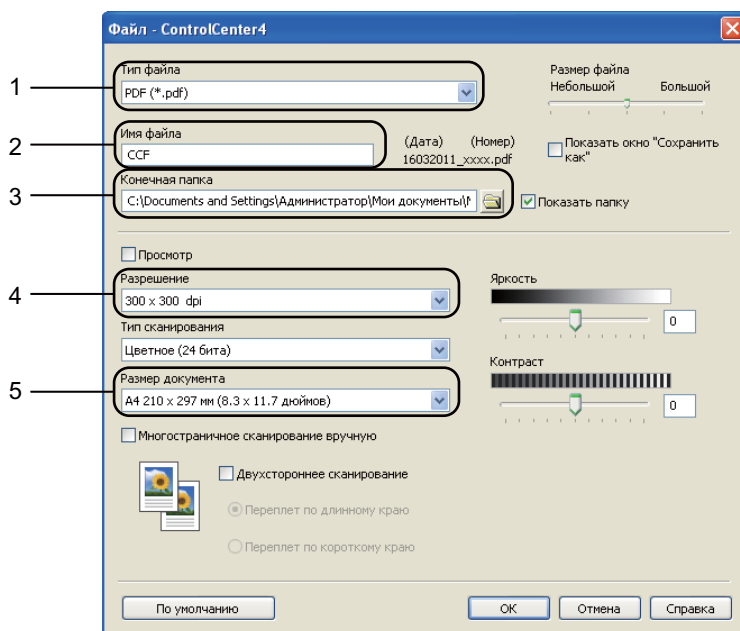 Файл - ControlCenter4
1
Тип файла
PDF (*.pdf)
Размер файла
Небольшой Большой
2
Имя файла
CCF
(Дата) (Номер)
16032011_xxxx.pdf
Показать окно "Сохранить как"
3
Конечная папка
C:\Documents and Settings\Администратор\Мои документы\
Показать папку
Просмотр
4
Разрешение
300 x 300 dpi
Яркость
0
Тип сканирования
Цветное (24 бита)
Контраст
0
5
Размер документа
A4 210 x 297 мм (8.3 x 11.7 дюймов)
Многостраничное сканирование вручную
Двухстороннее сканирование
Переплет по длинному краю
Переплет по короткому краю
По умолчанию
ОК
Отмена
Справка